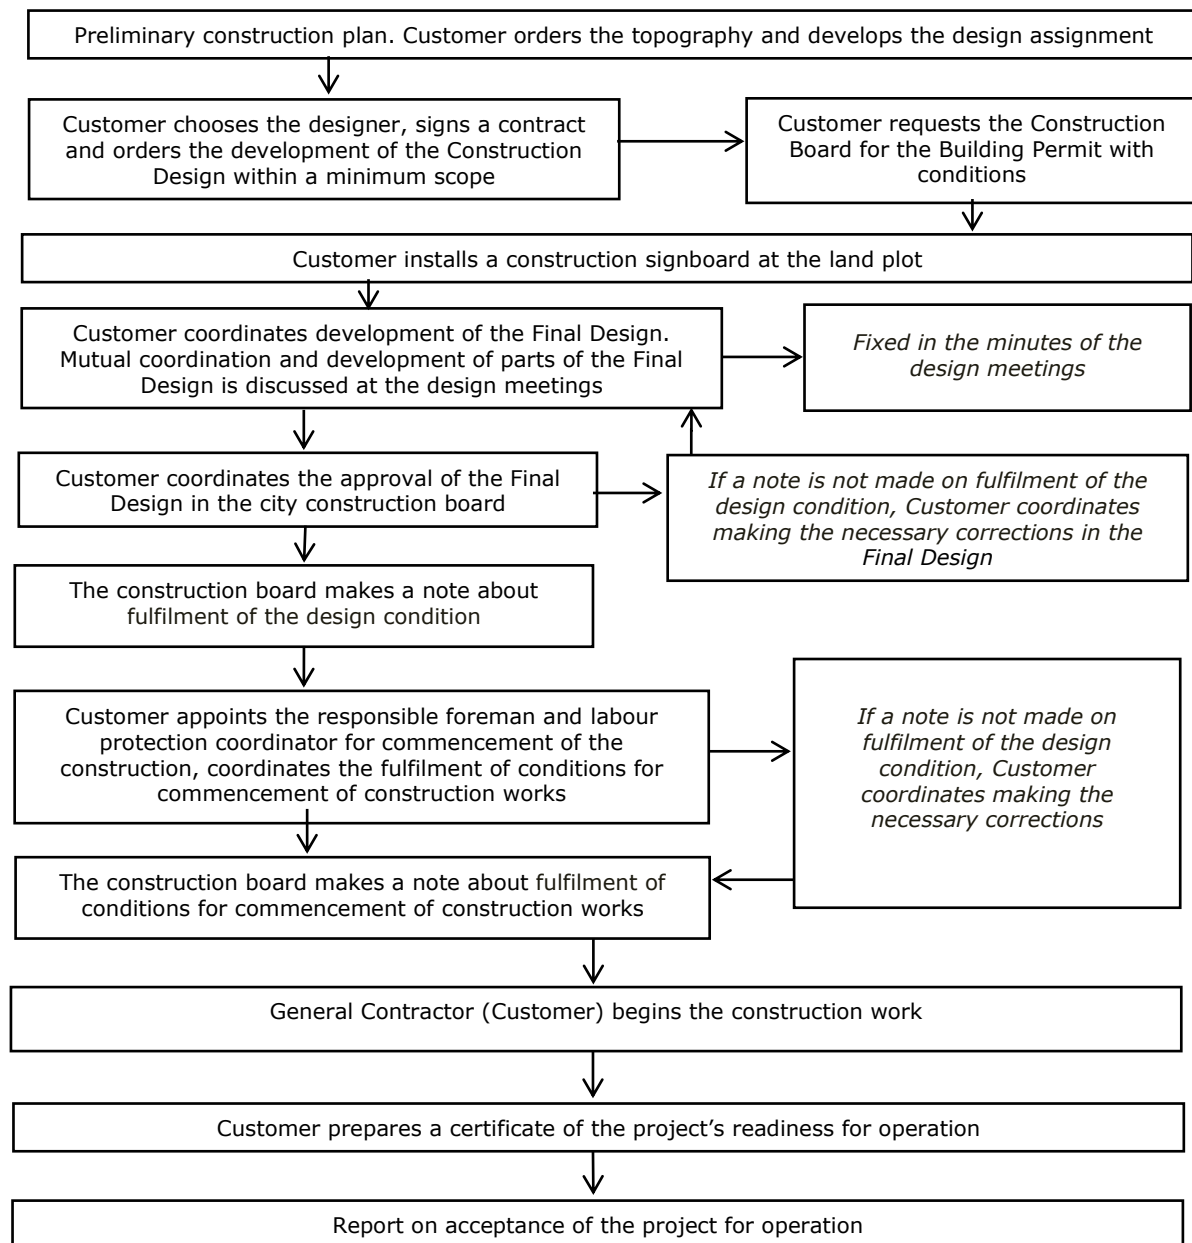 Preliminary construction plan. Customer orders the topography and develops the design assignment
Customer chooses the designer, signs a contract
and orders the development of the Construction
Design within a minimum scope
Customer requests the Construction
Board for the Building Permit with
conditions
Customer installs a construction signboard at the land plot
Customer coordinates development of the Final Design.
Mutual coordination and development of parts of the Final
Design is discussed at the design meetings
Fixed in the minutes of the
design meetings
Customer coordinates the approval of the Final
Design in the city construction board
If a note is not made on fulfilment of the
design condition, Customer coordinates
making the necessary corrections in the
Final Design
The construction board makes a note about
fulfilment of the design condition
Customer appoints the responsible foreman and labour
protection coordinator for commencement of the
construction, coordinates the fulfilment of conditions for
commencement of construction works
If a note is not made on
fulfilment of the design
condition, Customer
coordinates making the
necessary corrections
The construction board makes a note about fulfilment of
conditions for commencement of construction works
General Contractor (Customer) begins the construction work
Customer prepares a certificate of the project's readiness for operation
Report on acceptance of the project for operation